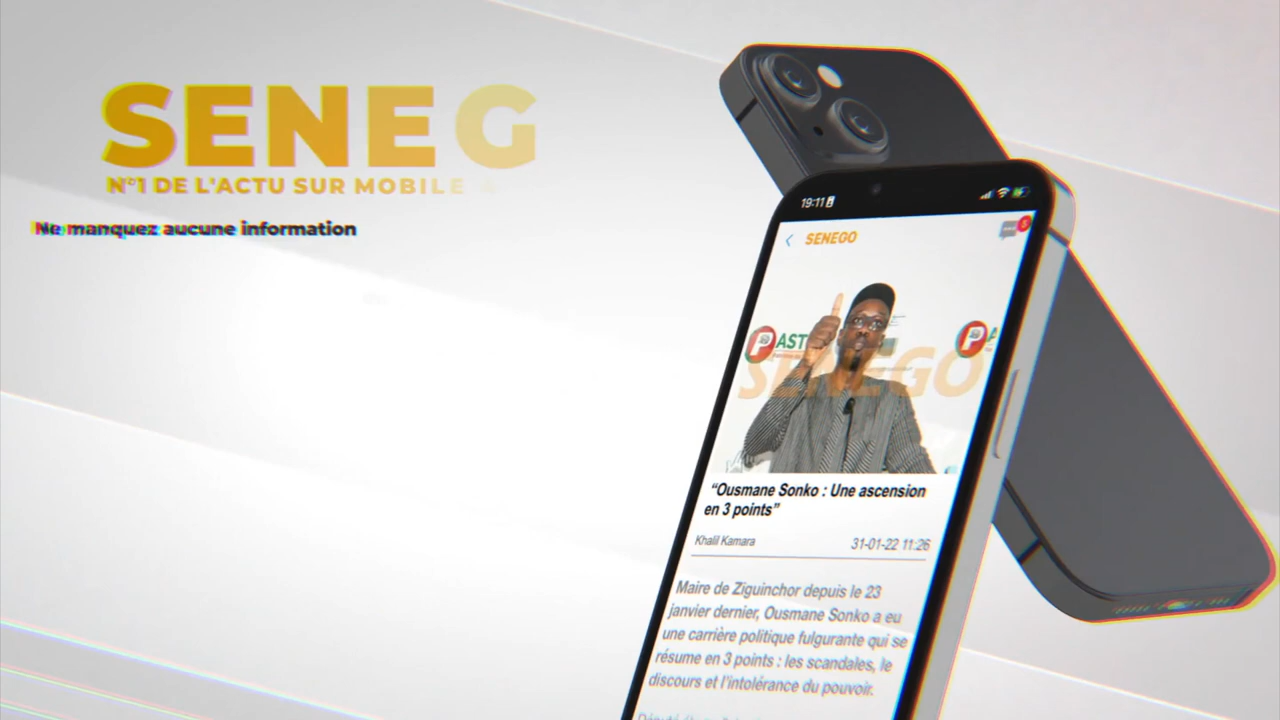 SENEG
N°1 DE L'ACTU SUR MOBILE
Ne manquez aucune information
19:11
SENEGO
PAST
P
SENEGO
“Ousmane Sonko : Une ascension
en 3 points”
Khalil Kamara
31-01-22 11:26
Maire de Ziguinchor depuis le 23
janvier dernier, Ousmane Sonko a eu
une carrière politique fulgurante qui se
résume en 3 points : les scandales, le
discours et l'intolérance du pouvoir.